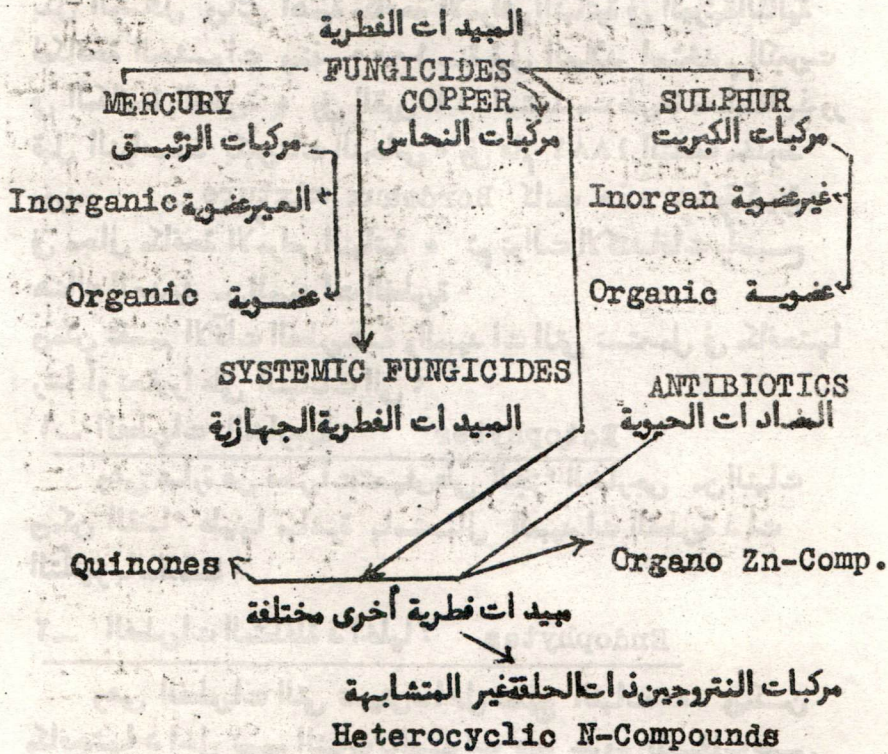 المبيدات الفطرية
FUNGICIDES
MERCURY COPPER SULPHUR
مركبات الزئبق مركبات النحاس مركبات الكبريت
Inorganic الغيرعضوية Inorgan غيرعضوية
Organic عضوية Organic عضوية
SYSTEMIC FUNGICIDES ANTIBIOTICS
المبيدات الفطرية الجهازية المضادات الحيوية
Quinones Organo Zn-Comp.
مبيدات فطرية أخرى مختلفة
مركبات النتروجين ذات الحلقة غير المتشابهة
Heterocyclic N-Compounds